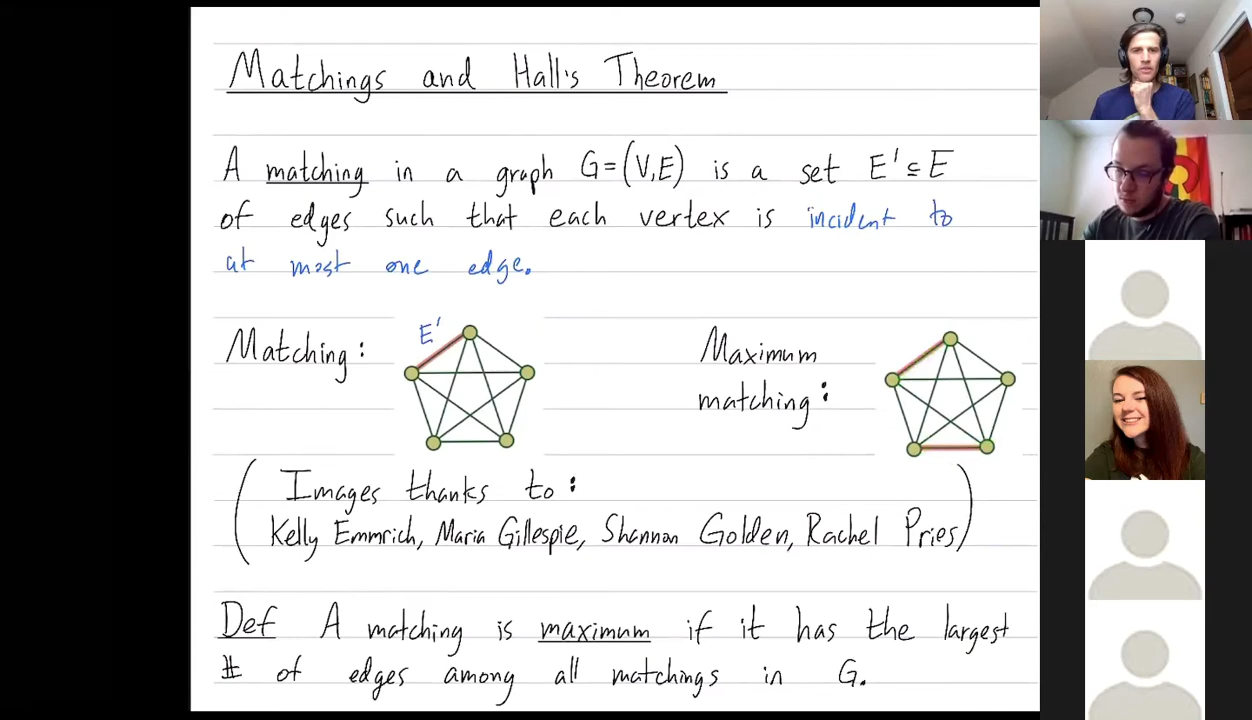 Matchings and Hall's Theorem
A matching in a graph G=(V,E) is a set E'⊆E
of edges such that each vertex is incident to
at most one edge.
E'
Matching:
Maximum
matching:
(Images thanks to:
Kelly Emmrich, Maria Gillespie, Shannon Golden, Rachel Pries)
Def A matching is maximum if it has the largest
# of edges among all matchings in G.